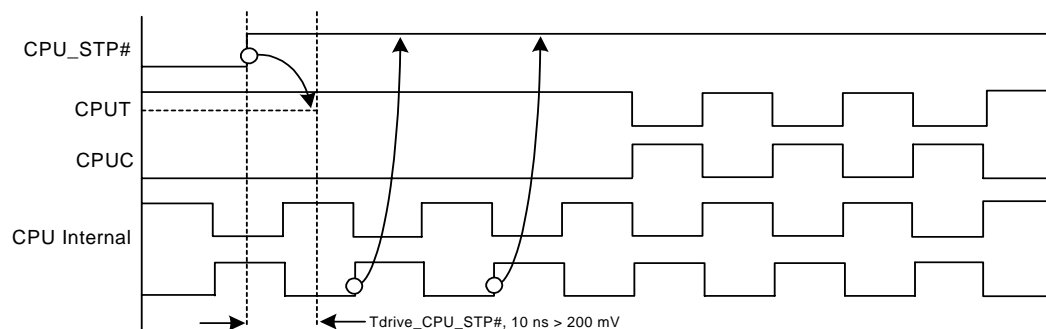 CPU_STP#
CPUT
CPUC
CPU Internal
Tdrive_CPU_STP#, 10 ns > 200 mV